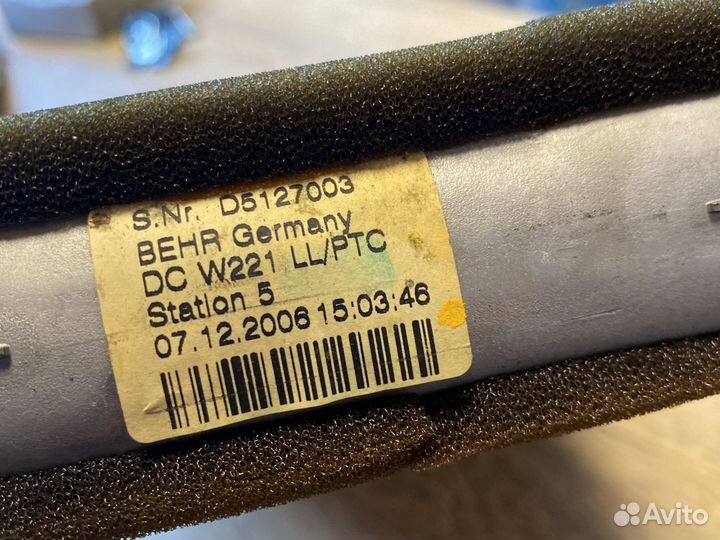 S.Nr. D5127003
BEHR Germany
DC W221 LL/PTC
Station 5
07.12.2006 15:03:46
Avito